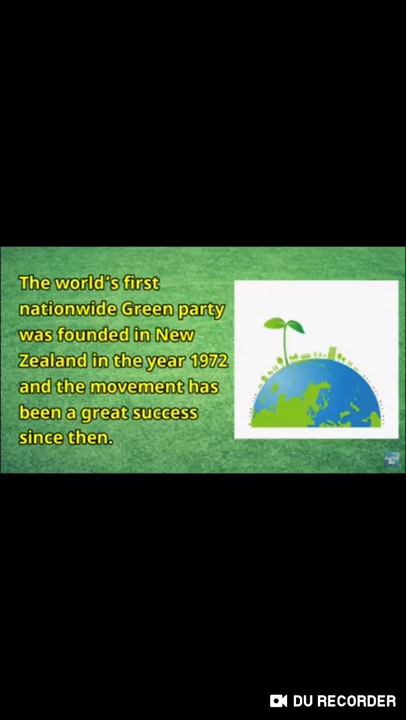 The world's first
nationwide Green party
was founded in New
Zealand in the year 1972
and the movement has
been a great success
since then.
DU RECORDER